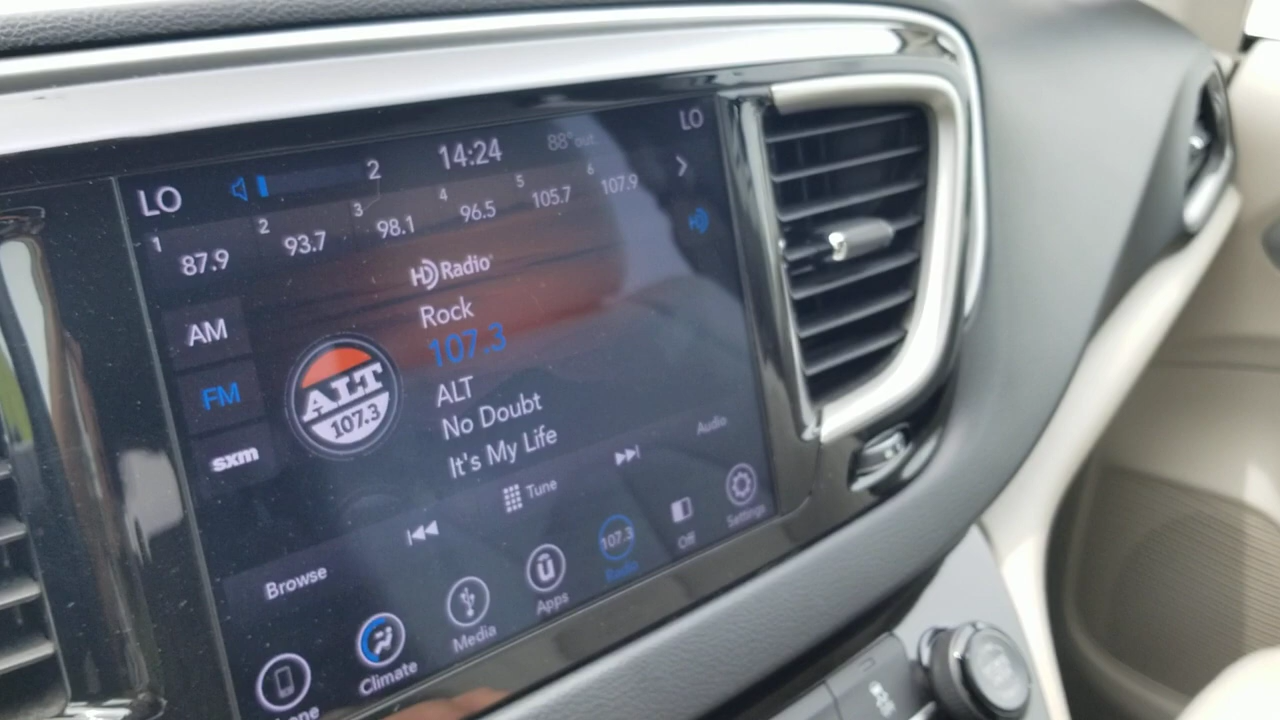 LO
2
14:24
88° out
LO
1
87.9
2
93.7
3
98.1
4
96.5
5
105.7
6
107.9
HD
HD Radio
Rock
107.3
ALT
No Doubt
It's My Life
AM
FM
sxm
ALT
107.3
Browse
Tune
Audio
Climate
Media
ū
Apps
107.3
Radio
Off
Settings